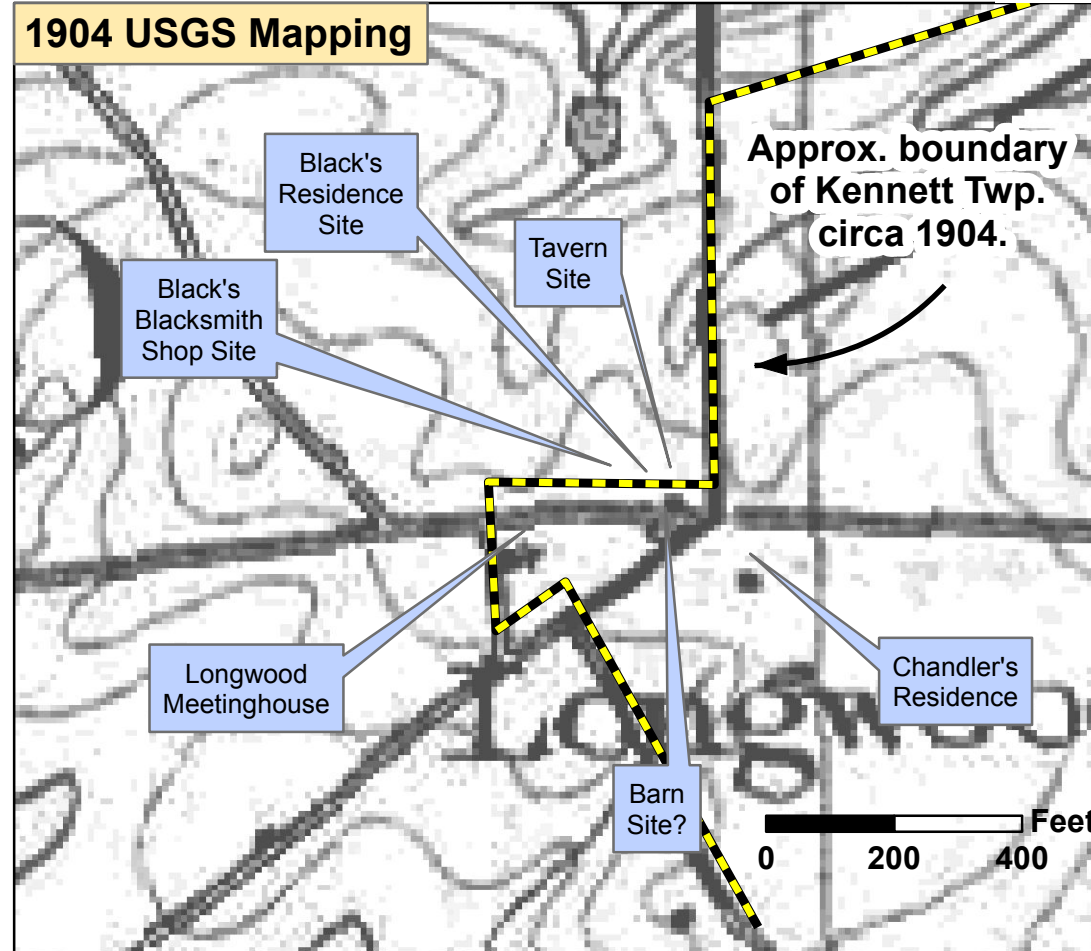 1904 USGS Mapping
Black's
Residence
Site
Approx. boundary
of Kennett Twp.
circa 1904.
Tavern
Site
Black's
Blacksmith
Shop Site
Longwood
Meetinghouse
Chandler's
Residence
Longwood
Barn
Site?
Feet
0 200 400